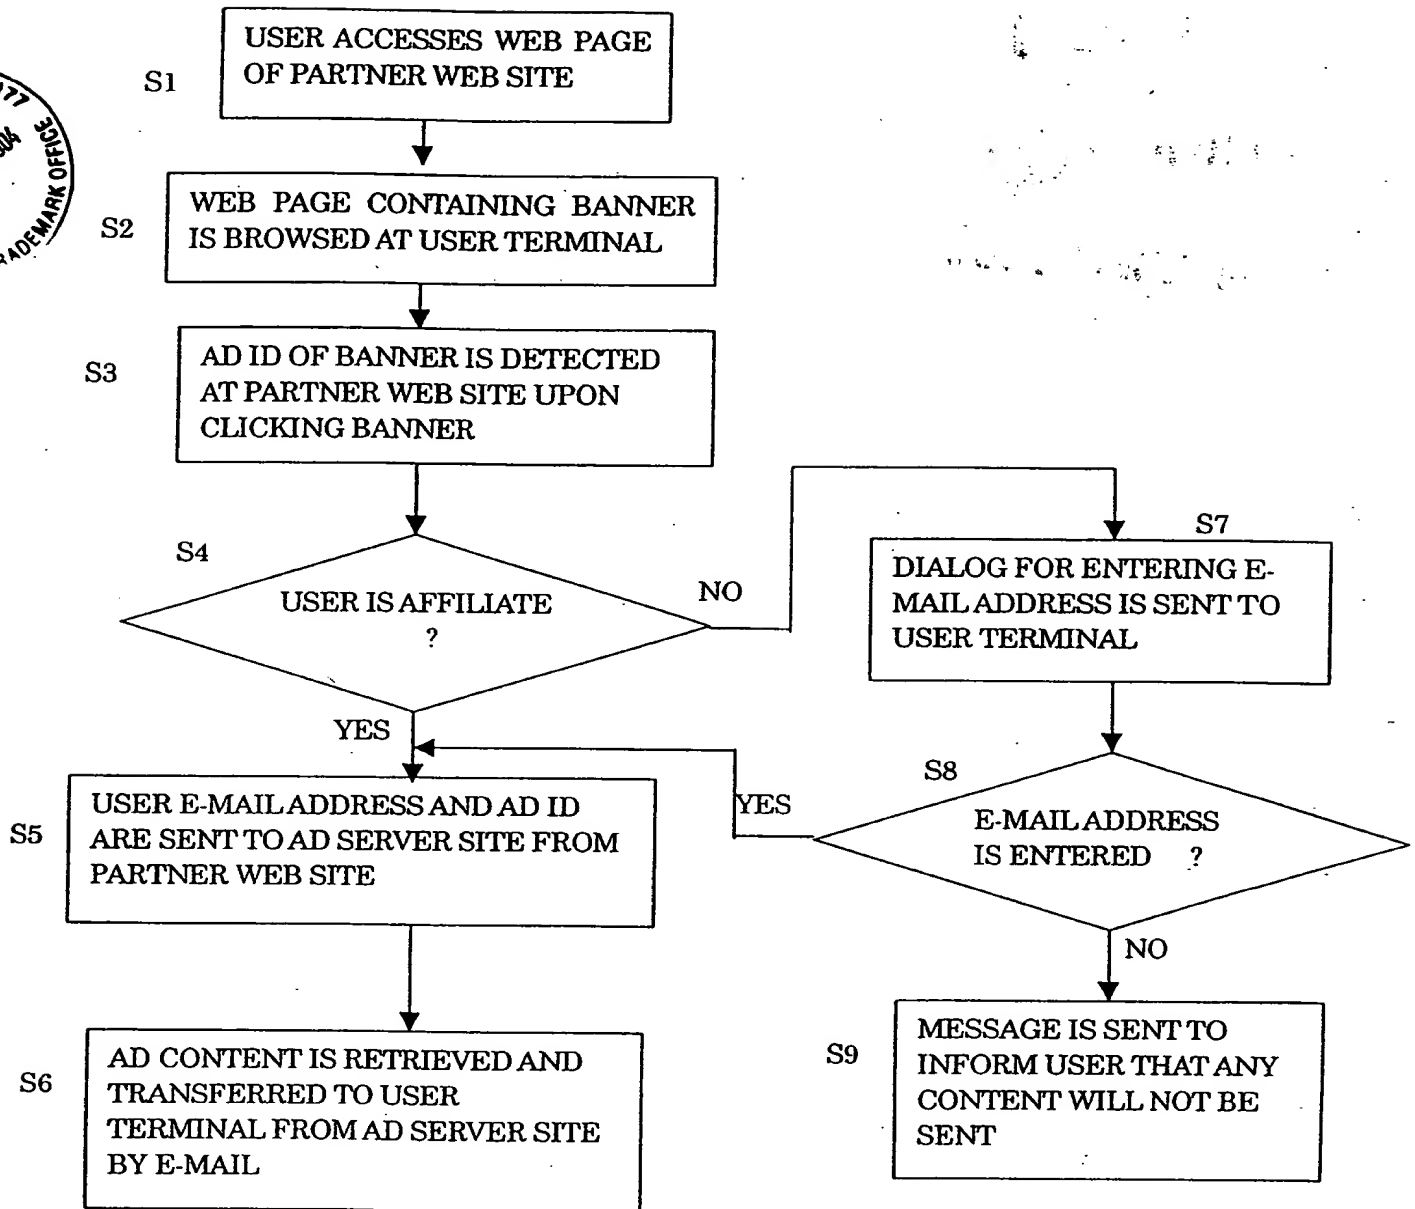 USER ACCESSES WEB PAGE
OF PARTNER WEB SITE
S1
WEB PAGE CONTAINING BANNER
IS BROWSED AT USER TERMINAL
S2
AD ID OF BANNER IS DETECTED
AT PARTNER WEB SITE UPON
CLICKING BANNER
S3
S4
USER IS AFFILIATE
?
NO
YES
S7
DIALOG FOR ENTERING E-
MAIL ADDRESS IS SENT TO
USER TERMINAL
S8
E-MAIL ADDRESS
IS ENTERED ?
YES
NO
S5
USER E-MAIL ADDRESS AND AD ID
ARE SENT TO AD SERVER SITE FROM
PARTNER WEB SITE
S6
AD CONTENT IS RETRIEVED AND
TRANSFERRED TO USER
TERMINAL FROM AD SERVER SITE
BY E-MAIL
S9
MESSAGE IS SENT TO
INFORM USER THAT ANY
CONTENT WILL NOT BE
SENT
OFFICE